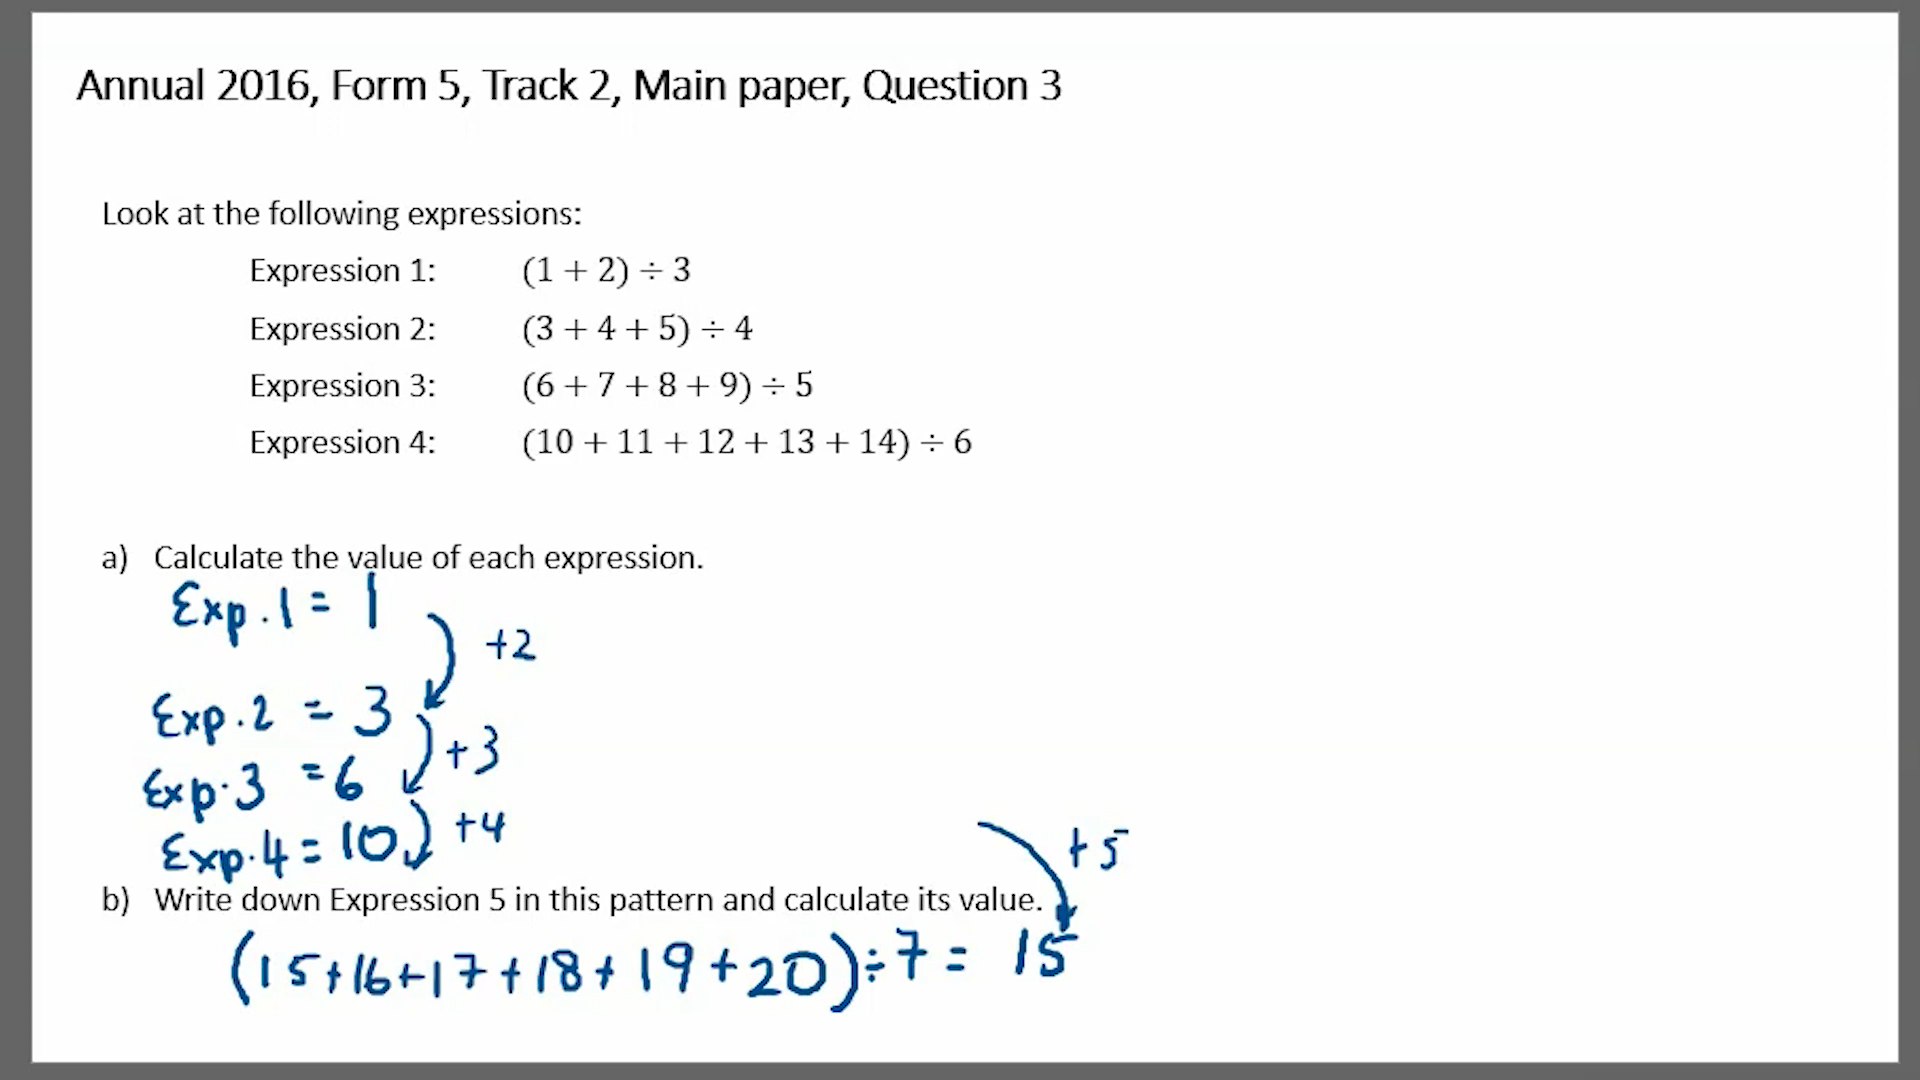 Annual 2016, Form 5, Track 2, Main paper, Question 3
Look at the following expressions:
Expression 1: (1 + 2) ÷ 3
Expression 2: (3 + 4 + 5) ÷ 4
Expression 3: (6 + 7 + 8 + 9) ÷ 5
Expression 4: (10 + 11 + 12 + 13 + 14) ÷ 6
a) Calculate the value of each expression.
Exp.1 = 1
+2
Exp.2 = 3
+3
Exp.3 = 6
+4
Exp.4 = 10
+5
b) Write down Expression 5 in this pattern and calculate its value.
(15+16+17+18+19+20)÷7 = 15